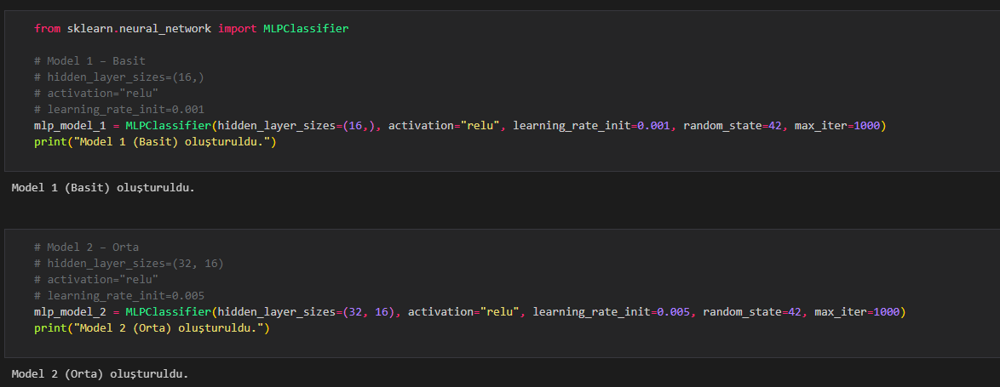 from sklearn.neural_network import MLPClassifier
# Model 1 – Basit
# hidden_layer_sizes=(16,)
# activation="relu"
# learning_rate_init=0.001
mlp_model_1 = MLPClassifier(hidden_layer_sizes=(16,), activation="relu", learning_rate_init=0.001, random_state=42, max_iter=1000)
print("Model 1 (Basit) oluşturuldu.")
Model 1 (Basit) oluşturuldu.
# Model 2 – Orta
# hidden_layer_sizes=(32, 16)
# activation="relu"
# learning_rate_init=0.005
mlp_model_2 = MLPClassifier(hidden_layer_sizes=(32, 16), activation="relu", learning_rate_init=0.005, random_state=42, max_iter=1000)
print("Model 2 (Orta) oluşturuldu.")
Model 2 (Orta) oluşturuldu.